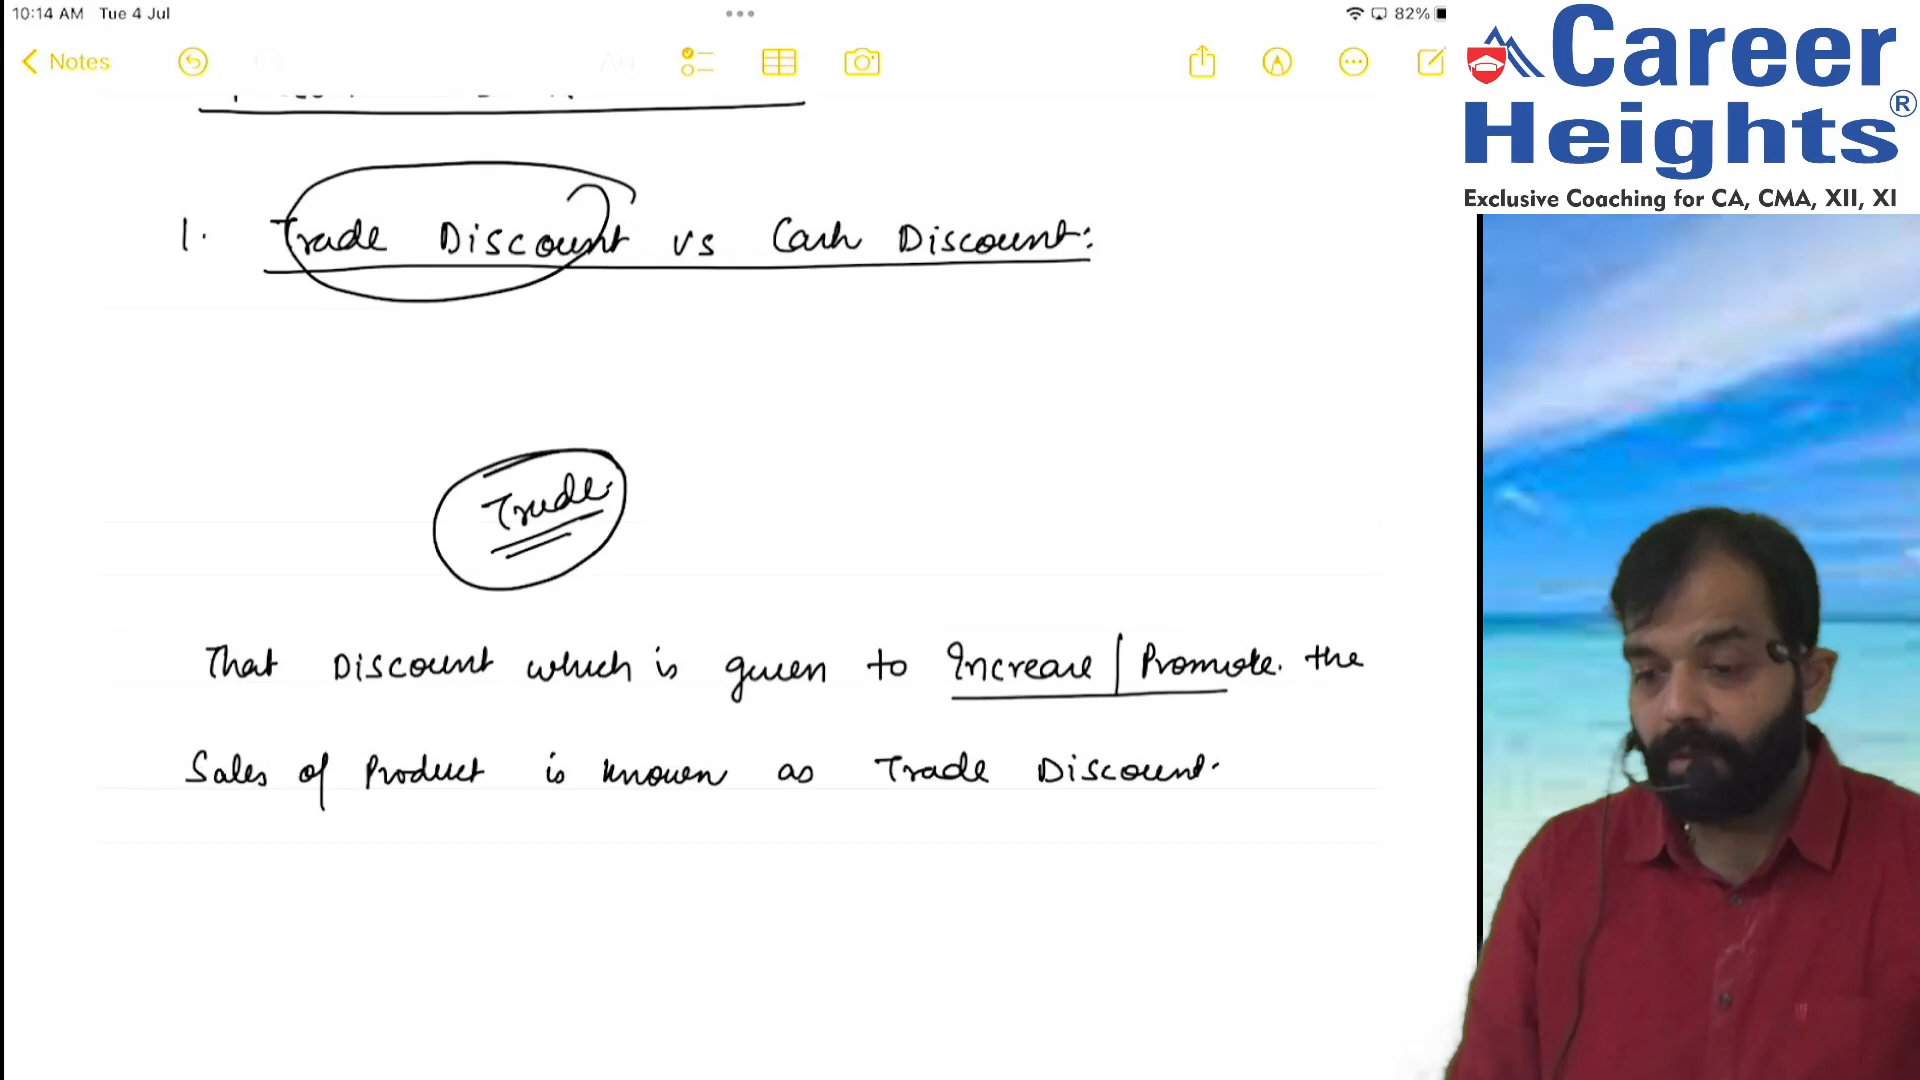 10:14 AM Tue 4 Jul
82%
Notes
Career
Heights®
Exclusive Coaching for CA, CMA, XII, XI
1. Trade Discount vs Cash Discount:
Trade
That Discount which is given to Increase | Promote the
Sales of Product is known as Trade Discount.